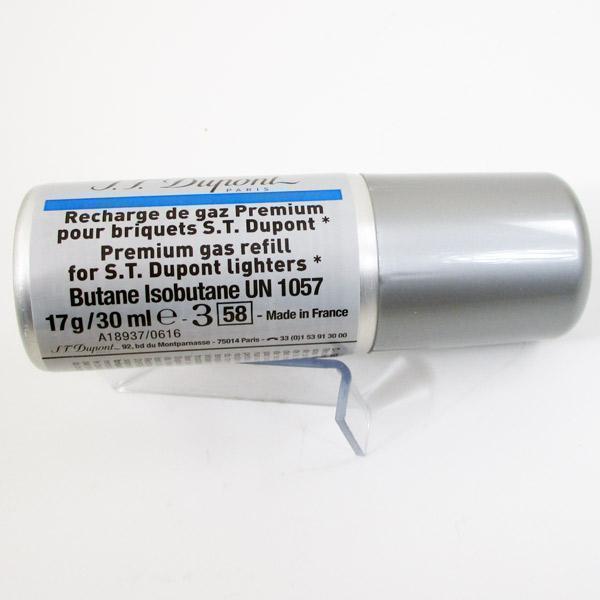 S.T. Dupont
PARIS
Recharge de gaz Premium
pour briquets S.T. Dupont *
Premium gas refill
for S.T. Dupont lighters *
Butane Isobutane UN 1057
17g/30 ml ℮ - 3 58 - Made in France
A18937/0616
S.T. Dupont - 92, bd du Montparnasse - 75014 Paris - 33 (0)1 53 91 30 00